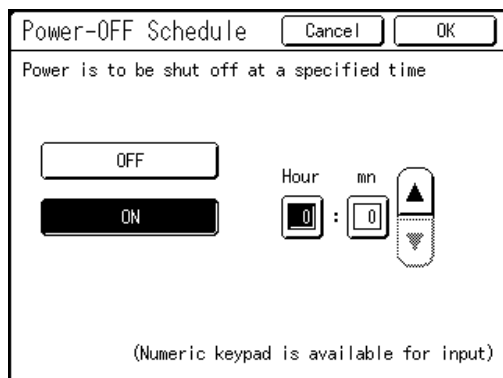 Power-OFF Schedule Cancel OK
Power is to be shut off at a specified time
OFF
Hour mn
ON 0 : 0
(Numeric keypad is available for input)